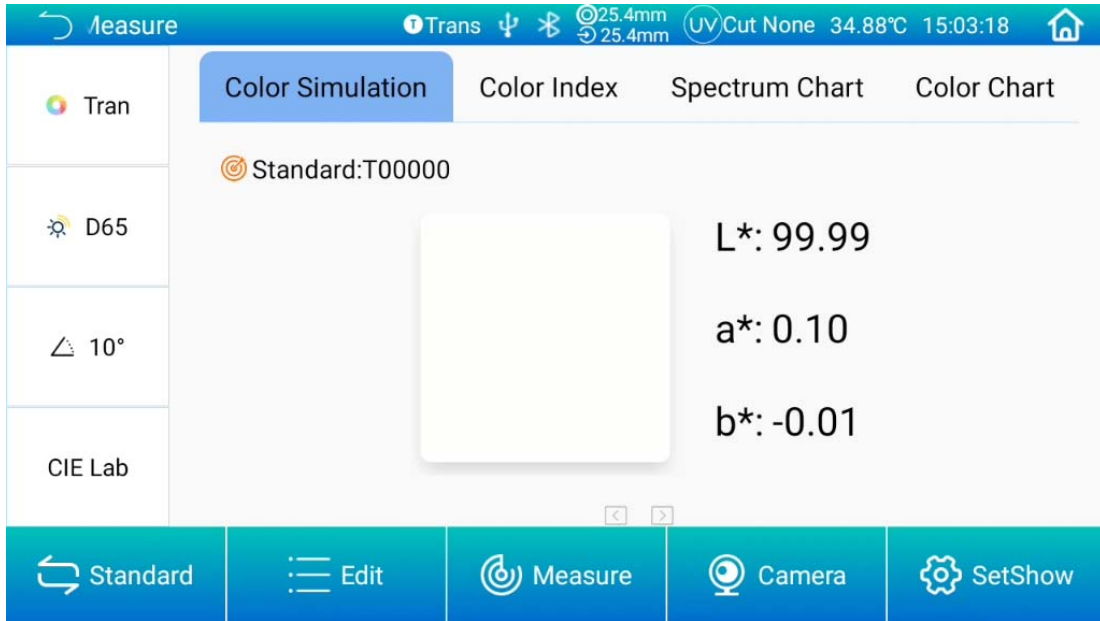 Measure
T Trans 25.4mm 25.4mm UV Cut None 34.88℃ 15:03:18
Tran
D65
10°
CIE Lab
Color Simulation Color Index Spectrum Chart Color Chart
Standard:T00000
L*: 99.99
a*: 0.10
b*: -0.01
< >
Standard Edit Measure Camera SetShow